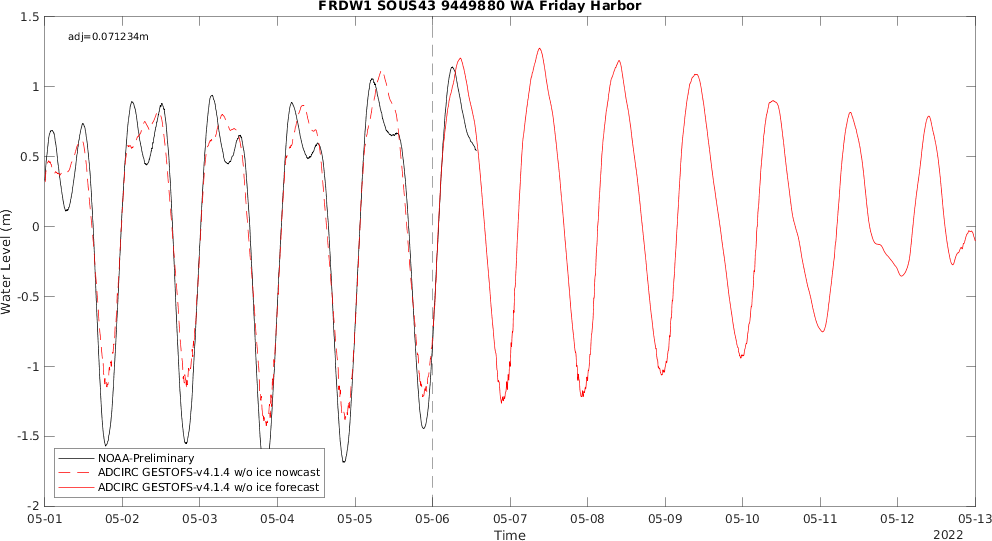 FRDW1 SOUS43 9449880 WA Friday Harbor
adj=0.071234m
1.5
1
0.5
0
-0.5
-1
-1.5
-2
Water Level (m)
NOAA-Preliminary
ADCIRC GESTOFS-v4.1.4 w/o ice nowcast
ADCIRC GESTOFS-v4.1.4 w/o ice forecast
05-01 05-02 05-03 05-04 05-05 05-06 05-07 05-08 05-09 05-10 05-11 05-12 05-13
Time
2022